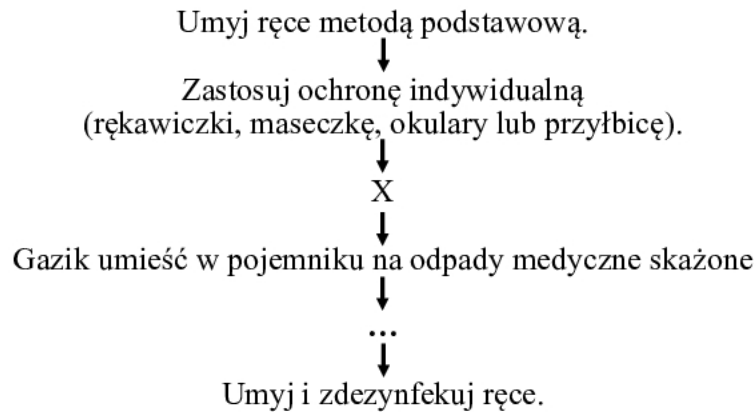 Umyj ręce metodą podstawową.
Zastosuj ochronę indywidualną
(rękawiczki, maseczkę, okulary lub przyłbicę).
X
Gazik umieść w pojemniku na odpady medyczne skażone
...
Umyj i zdezynfekuj ręce.